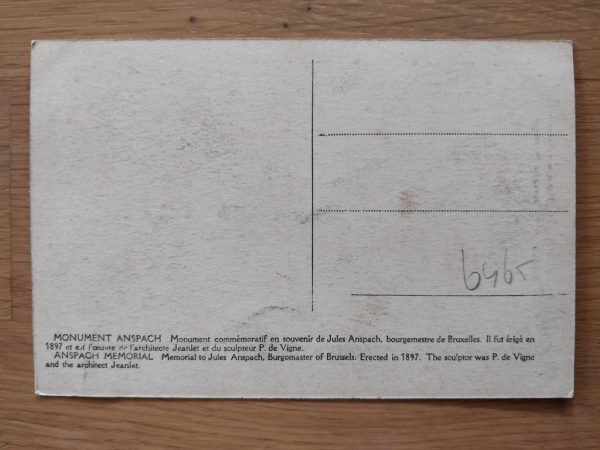 6465
MONUMENT ANSPACH Monument commémoratif en souvenir de Jules Anspach, bourgemestre de Bruxelles. Il fut érigé en
1897 et est l'œuvre de l'architecte Jeanlet et du sculpteur P. de Vigne.
ANSPACH MEMORIAL Memorial to Jules Anspach, Burgomaster of Brussels. Erected in 1897. The sculptor was P. de Vigne
and the architect Jeanlet.